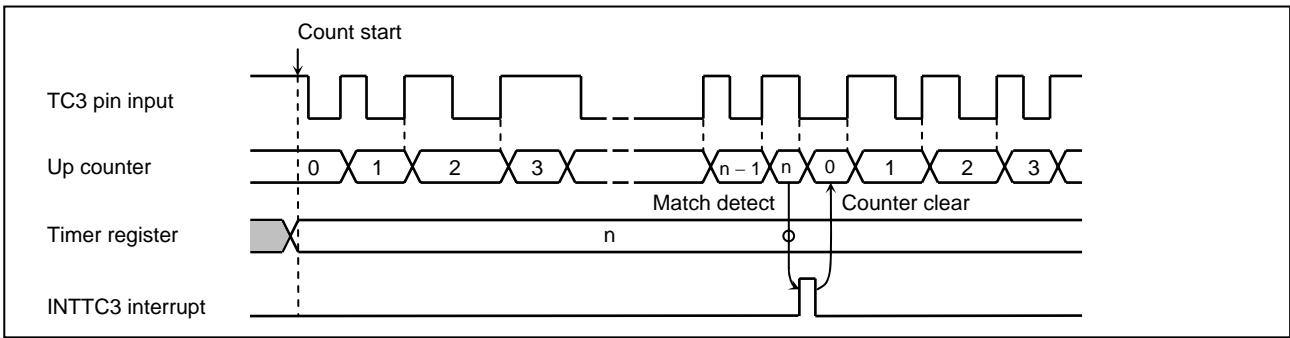 Count start
TC3 pin input
Up counter
0 1 2 3 n − 1 n 0 1 2 3
Match detect Counter clear
Timer register
n
INTTC3 interrupt